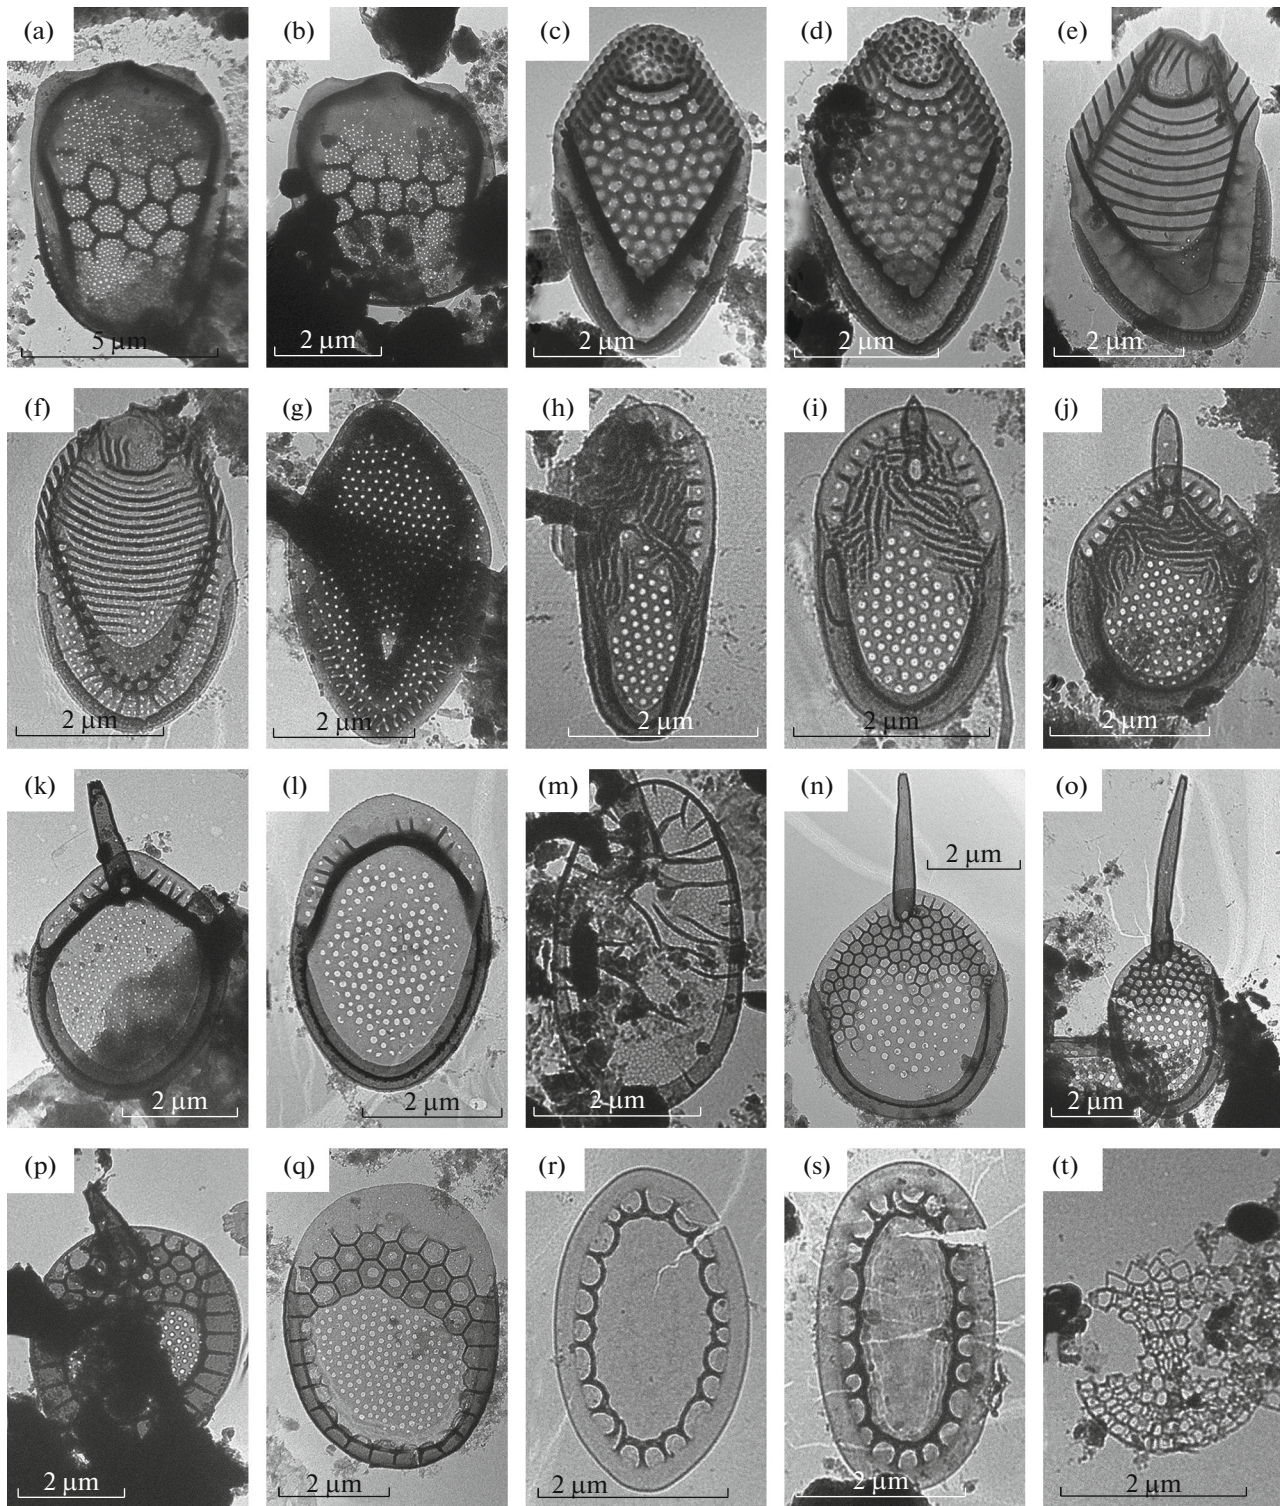 (a) (b) (c) (d) (e)
5 µm 2 µm 2 µm 2 µm 2 µm
(f) (g) (h) (i) (j)
2 µm 2 µm 2 µm 2 µm 2 µm
(k) (l) (m) (n) (o)
2 µm
2 µm 2 µm 2 µm 2 µm
(p) (q) (r) (s) (t)
2 µm 2 µm 2 µm 2 µm 2 µm